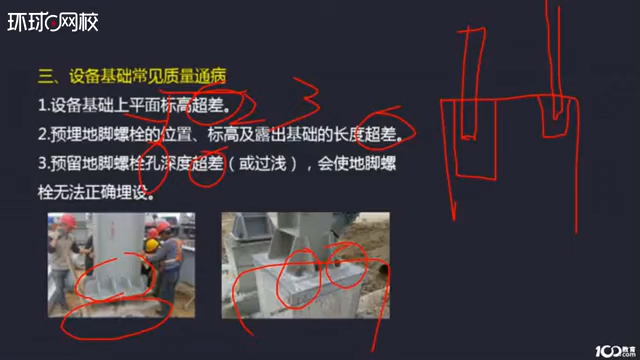 环球网校
三、设备基础常见质量通病
1.设备基础上平面标高超差。
2.预埋地脚螺栓的位置、标高及露出基础的长度超差。
3.预留地脚螺栓孔深度超差（或过浅），会使地脚螺
栓无法正确埋设。
100教育
.com